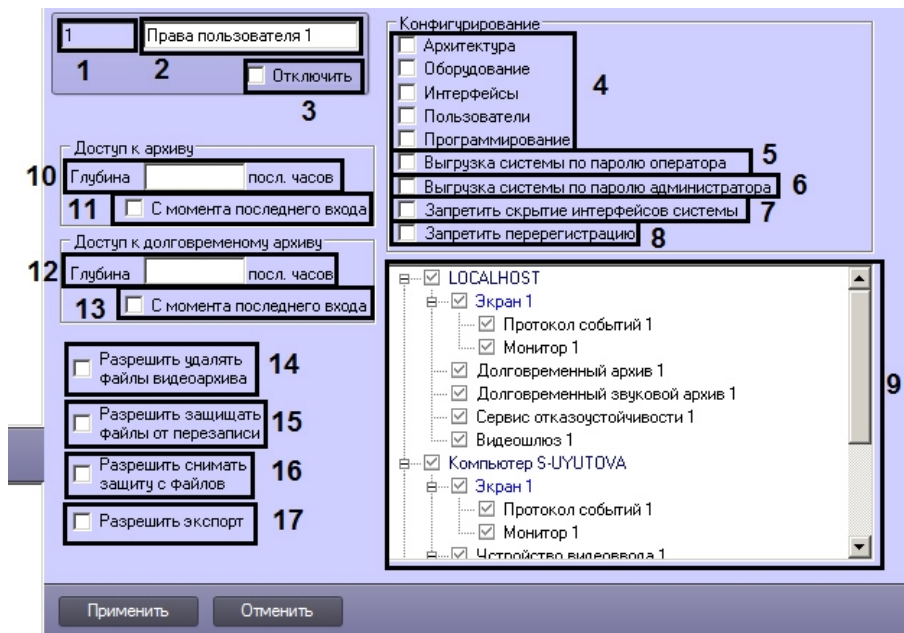 1
Права пользователя 1
1
2
Отключить
3
Конфигурирование
Архитектура
Оборудование
Интерфейсы
Пользователи
Программирование
4
Выгрузка системы по паролю оператора
5
Выгрузка системы по паролю администратора
6
Запретить скрытие интерфейсов системы
7
Запретить перерегистрацию
8
Доступ к архиву
10
Глубина
посл. часов
11
С момента последнего входа
Доступ к долговременому архиву
12
Глубина
посл. часов
13
С момента последнего входа
Разрешить удалять
файлы видеоархива
14
Разрешить защищать
файлы от перезаписи
15
Разрешить снимать
защиту с файлов
16
Разрешить экспорт
17
LOCALHOST
Экран 1
Протокол событий 1
Монитор 1
Долговременный архив 1
Долговременный звуковой архив 1
Сервис отказоустойчивости 1
Видеошлюз 1
Компьютер S-UYUTOVA
Экран 1
Протокол событий 1
Монитор 1
Устройство видеоввода 1
9
Применить
Отменить